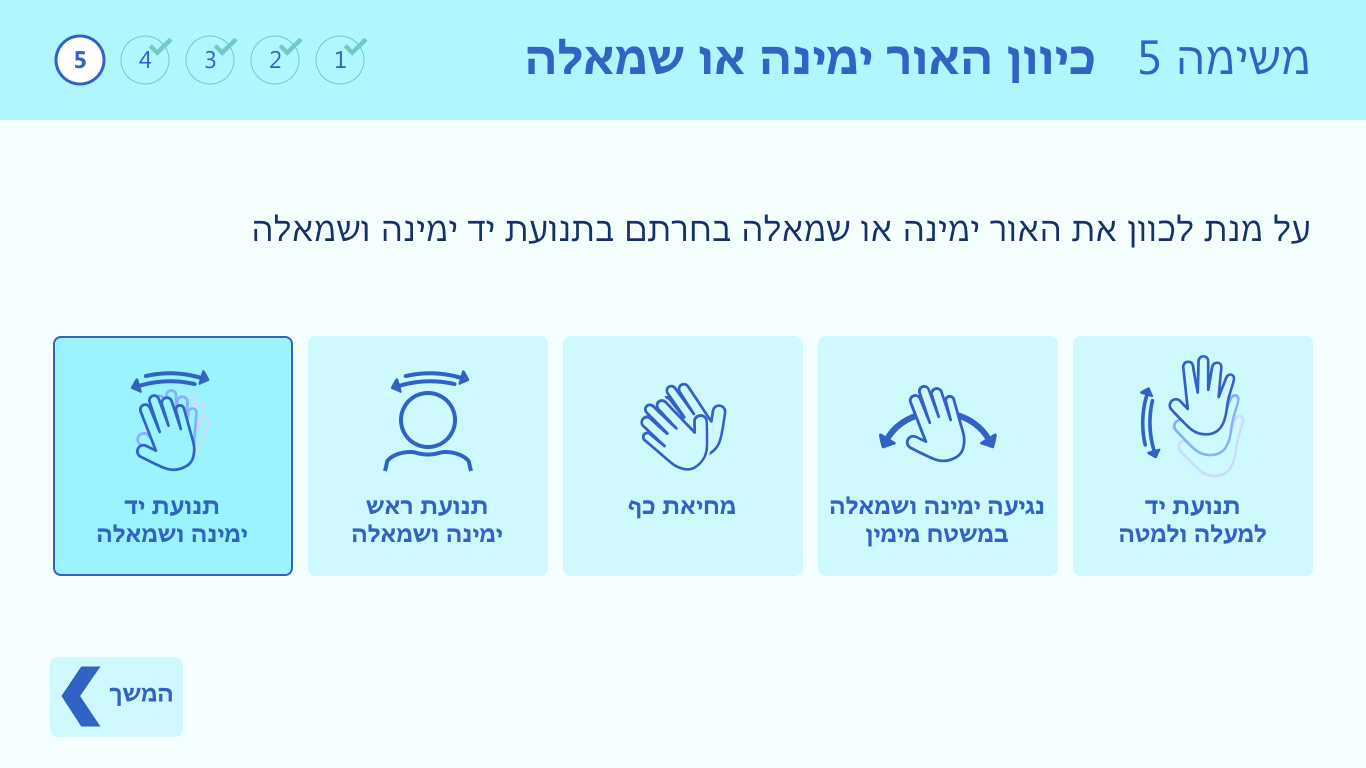 משימה 5 כיוון האור ימינה או שמאלה
1 2 3 4 5
על מנת לכוון את האור ימינה או שמאלה בחרתם בתנועת יד ימינה ושמאלה
תנועת יד
למעלה ולמטה
נגיעה ימינה ושמאלה
במשטח מימין
מחיאת כף
תנועת ראש
ימינה ושמאלה
תנועת יד
ימינה ושמאלה
המשך